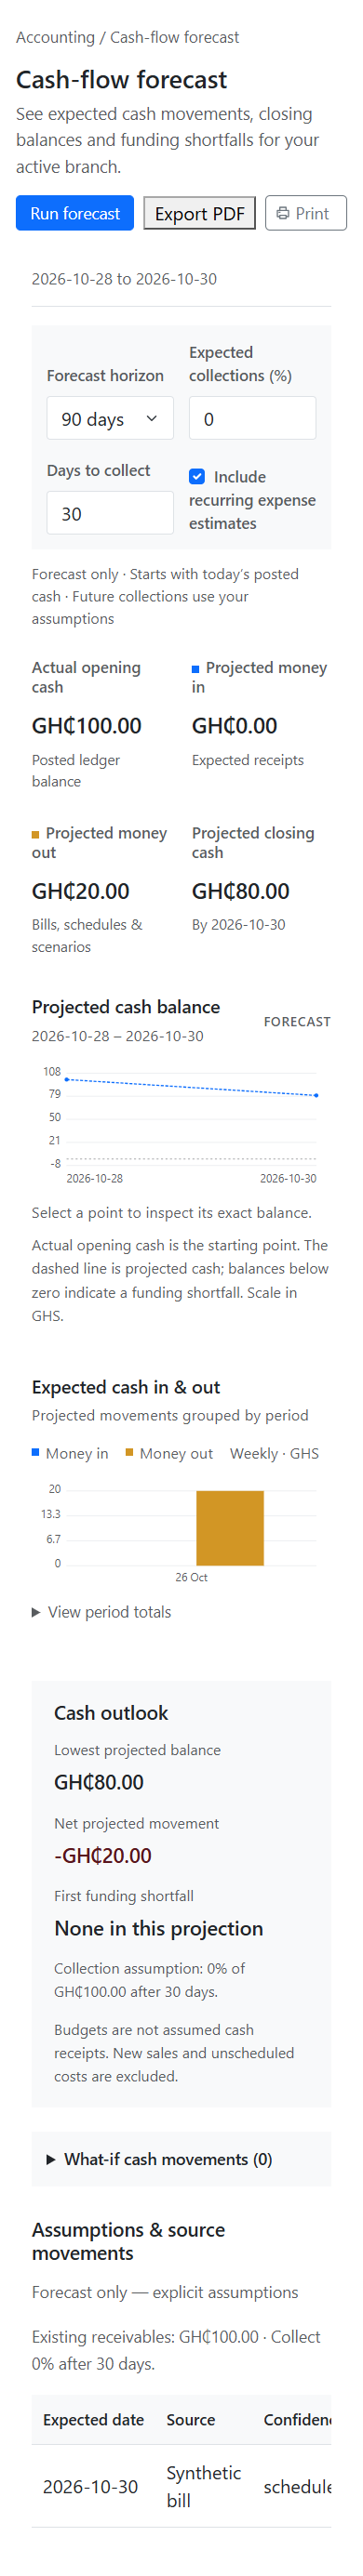 Accounting / Cash-flow forecast
Cash-flow forecast
See expected cash movements, closing
balances and funding shortfalls for your
active branch.
Run forecast Export PDF Print
2026-10-28 to 2026-10-30
Expected
Forecast horizon collections (%)
90 days 0
Days to collect Include
recurring expense
30 estimates
Forecast only · Starts with today's posted
cash · Future collections use your
assumptions
Actual opening Projected money
cash in
GH₵100.00 GH₵0.00
Posted ledger Expected receipts
balance
Projected money Projected closing
out cash
GH₵20.00 GH₵80.00
Bills, schedules & By 2026-10-30
scenarios
Projected cash balance FORECAST
2026-10-28 – 2026-10-30
108
79
50
21
-8
2026-10-28 2026-10-30
Select a point to inspect its exact balance.
Actual opening cash is the starting point. The
dashed line is projected cash; balances below
zero indicate a funding shortfall. Scale in
GHS.
Expected cash in & out
Projected movements grouped by period
Money in Money out Weekly · GHS
20
13.3
6.7
0
26 Oct
View period totals
Cash outlook
Lowest projected balance
GH₵80.00
Net projected movement
-GH₵20.00
First funding shortfall
None in this projection
Collection assumption: 0% of
GH₵100.00 after 30 days.
Budgets are not assumed cash
receipts. New sales and unscheduled
costs are excluded.
What-if cash movements (0)
Assumptions & source
movements
Forecast only — explicit assumptions
Existing receivables: GH₵100.00 · Collect
0% after 30 days.
Expected date Source
2026-10-30 Synthetic
bill